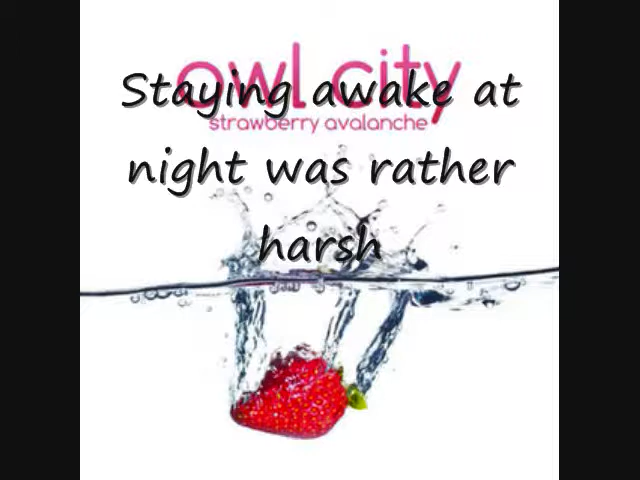 owl city
Staying awake at
strawberry avalanche
night was rather
harsh